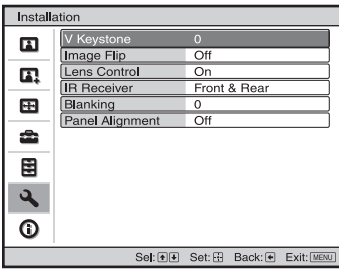 Installation
V Keystone 0
Image Flip Off
Lens Control On
IR Receiver Front & Rear
Blanking 0
Panel Alignment Off
Sel: Set: Back: Exit: MENU